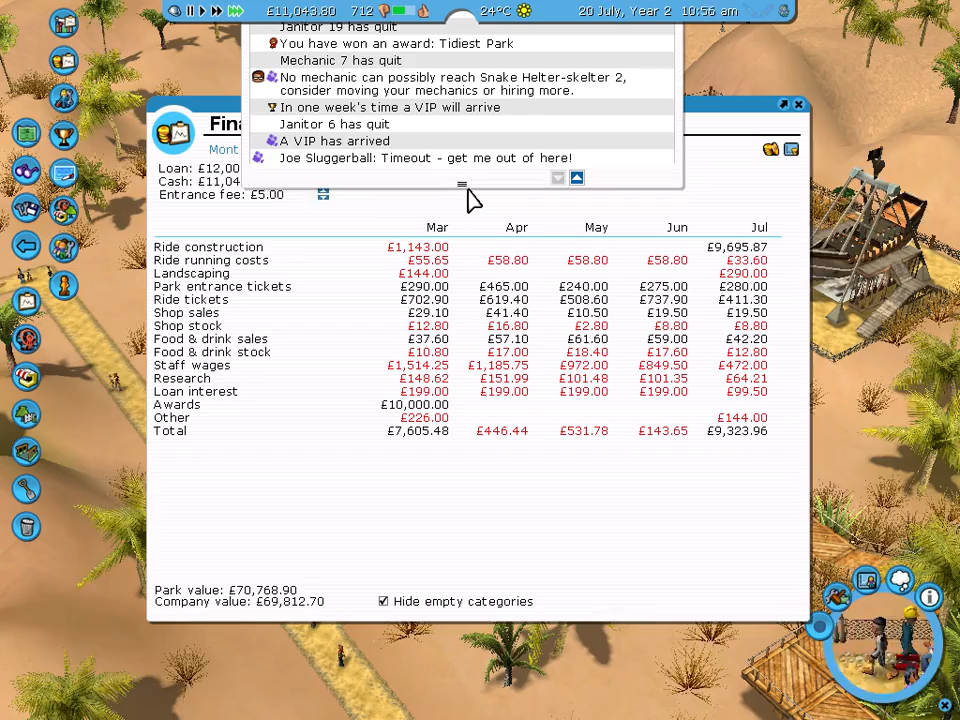 £11,043.80 712 24°C 20 July, Year 2 10:56 am
Janitor 19 has quit
You have won an award: Tidiest Park
Mechanic 7 has quit
No mechanic can possibly reach Snake Helter-skelter 2,
consider moving your mechanics or hiring more.
In one week's time a VIP will arrive
Janitor 6 has quit
A VIP has arrived
Joe Sluggerball: Timeout - get me out of here!
Fina
Mont
Loan: £12,00
Cash: £11,04
Entrance fee: £5.00
Mar Apr May Jun Jul
Ride construction £1,143.00 £9,695.87
Ride running costs £55.65 £58.80 £58.80 £58.80 £33.60
Landscaping £144.00 £290.00
Park entrance tickets £290.00 £465.00 £240.00 £275.00 £280.00
Ride tickets £702.90 £619.40 £508.60 £737.90 £411.30
Shop sales £29.10 £41.40 £10.50 £19.50 £19.50
Shop stock £12.80 £16.80 £2.80 £8.80 £8.80
Food & drink sales £37.60 £57.10 £61.60 £59.00 £42.20
Food & drink stock £10.80 £17.00 £18.40 £17.60 £12.80
Staff wages £1,514.25 £1,185.75 £972.00 £849.50 £472.00
Research £148.62 £151.99 £101.48 £101.35 £64.21
Loan interest £199.00 £199.00 £199.00 £199.00 £99.50
Awards £10,000.00
Other £226.00 £144.00
Total £7,605.48 £446.44 £531.78 £143.65 £9,323.96
Park value: £70,768.90
Company value: £69,812.70
Hide empty categories